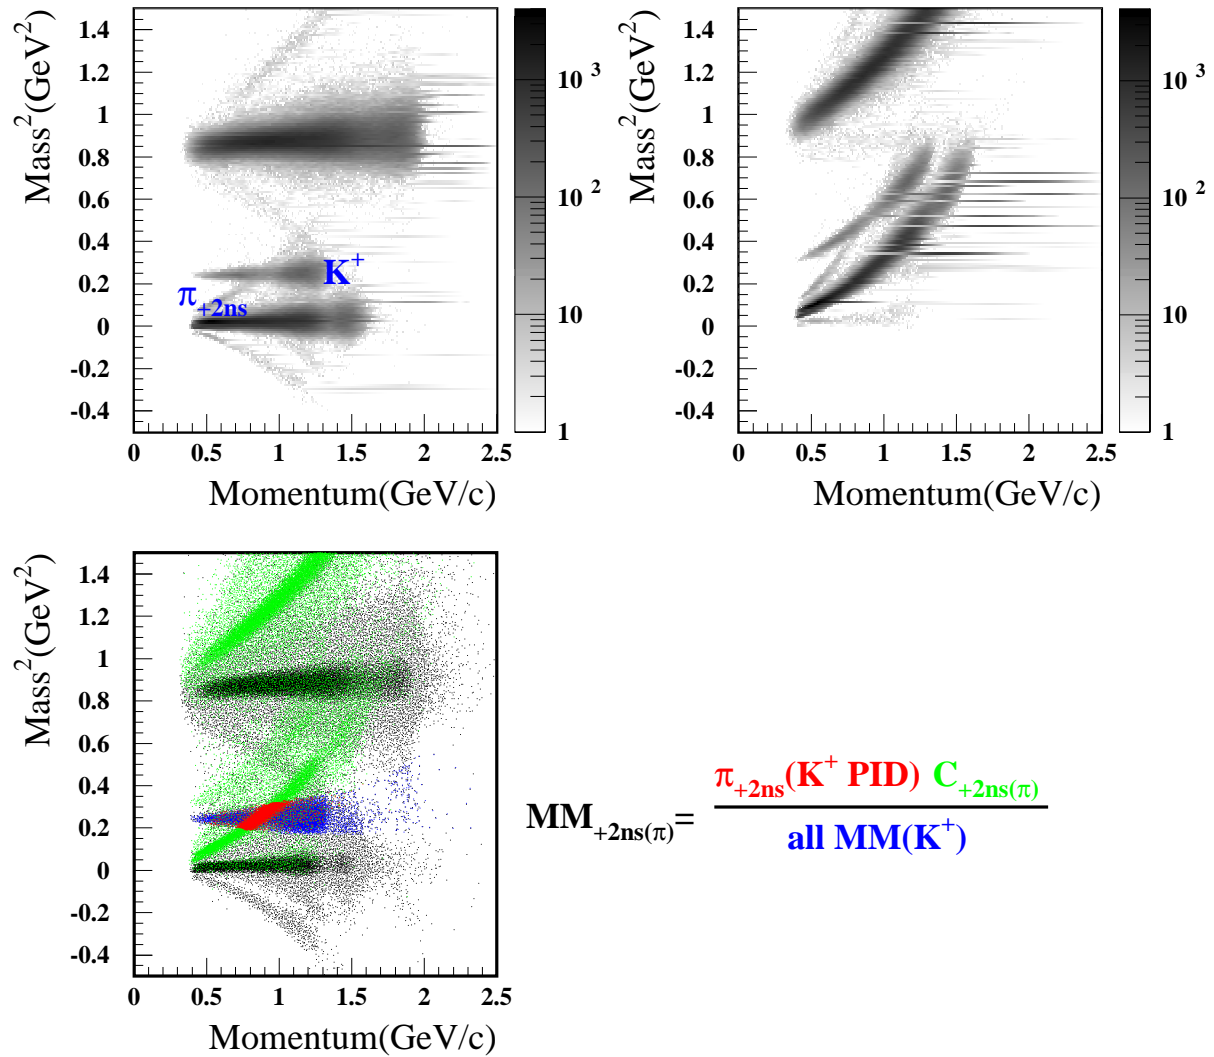 Mass²(GeV²)
1.4
1.2
1
0.8
0.6
0.4
0.2
0
-0.2
-0.4
0 0.5 1 1.5 2 2.5
Momentum(GeV/c)
K⁺
π+2ns
10³
10²
10
1
Mass²(GeV²)
1.4
1.2
1
0.8
0.6
0.4
0.2
0
-0.2
-0.4
0 0.5 1 1.5 2 2.5
Momentum(GeV/c)
10³
10²
10
1
Mass²(GeV²)
1.4
1.2
1
0.8
0.6
0.4
0.2
0
-0.2
-0.4
0 0.5 1 1.5 2 2.5
Momentum(GeV/c)
π+2ns(K⁺ PID) C+2ns(π)
MM+2ns(π)=
all MM(K⁺)